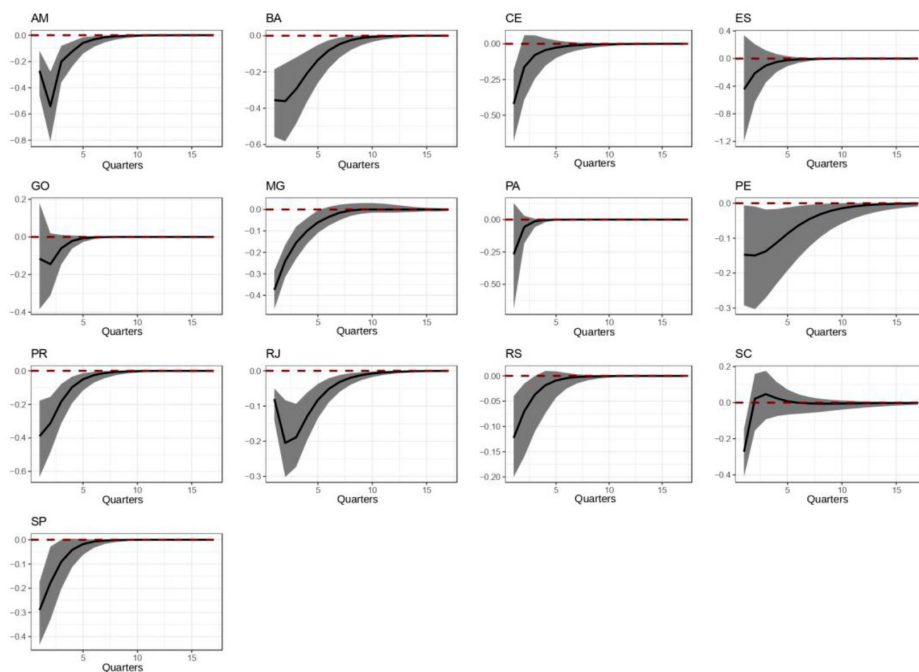 AM
0.0
−0.2
−0.4
−0.6
−0.8
5 10 15
Quarters
BA
0.0
−0.2
−0.4
−0.6
5 10 15
Quarters
CE
0.00
−0.25
−0.50
5 10 15
Quarters
ES
0.4
0.0
−0.4
−0.8
−1.2
5 10 15
Quarters
GO
0.2
0.0
−0.2
−0.4
5 10 15
Quarters
MG
0.0
−0.1
−0.2
−0.3
−0.4
5 10 15
Quarters
PA
0.00
−0.25
−0.50
5 10 15
Quarters
PE
0.0
−0.1
−0.2
−0.3
5 10 15
Quarters
PR
0.0
−0.2
−0.4
−0.6
5 10 15
Quarters
RJ
0.0
−0.1
−0.2
−0.3
5 10 15
Quarters
RS
0.00
−0.05
−0.10
−0.15
−0.20
5 10 15
Quarters
SC
0.2
0.0
−0.2
−0.4
5 10 15
Quarters
SP
0.0
−0.1
−0.2
−0.3
−0.4
5 10 15
Quarters